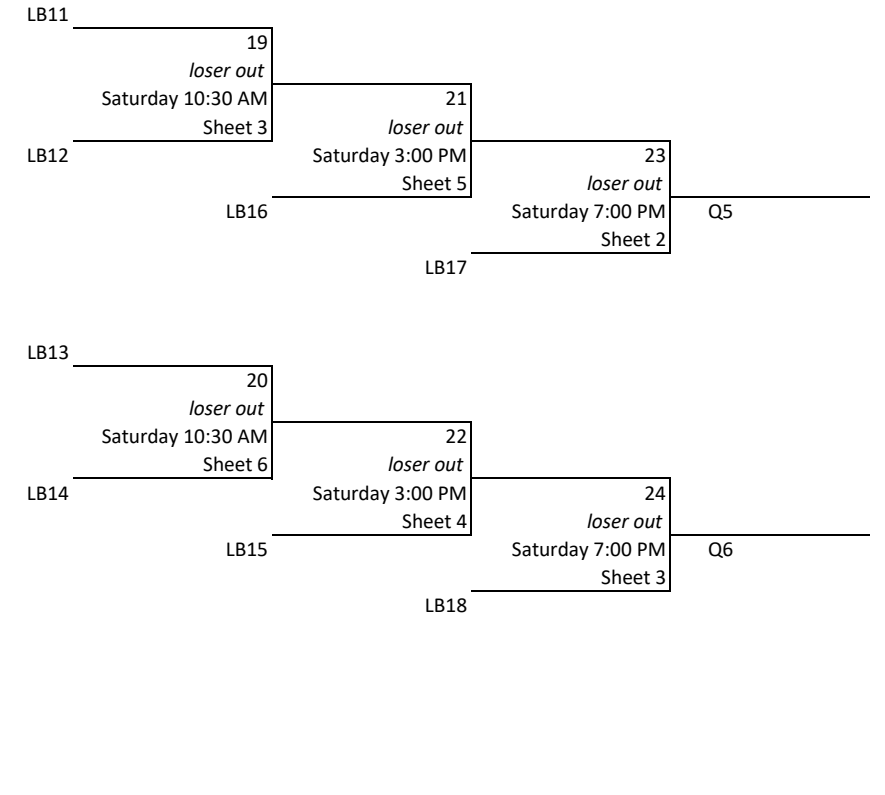 LB11
19
loser out
Saturday 10:30 AM
21
Sheet 3
loser out
LB12
Saturday 3:00 PM
23
Sheet 5
loser out
LB16
Saturday 7:00 PM
Q5
Sheet 2
LB17
LB13
20
loser out
Saturday 10:30 AM
22
Sheet 6
loser out
LB14
Saturday 3:00 PM
24
Sheet 4
loser out
LB15
Saturday 7:00 PM
Q6
Sheet 3
LB18